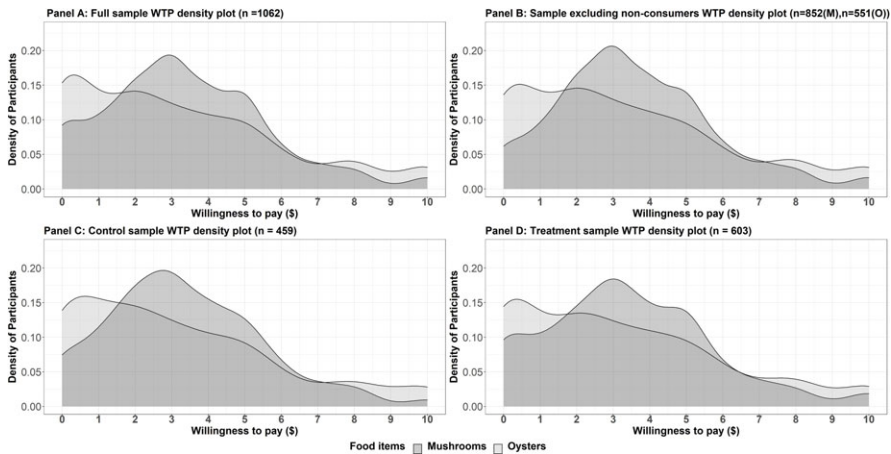 Panel A: Full sample WTP density plot (n =1062)
Density of Participants
0.20
0.15
0.10
0.05
0.00
0 1 2 3 4 5 6 7 8 9 10
Willingness to pay ($)
Panel B: Sample excluding non-consumers WTP density plot (n=852(M),n=551(O))
Density of Participants
0.20
0.15
0.10
0.05
0.00
0 1 2 3 4 5 6 7 8 9 10
Willingness to pay ($)
Panel C: Control sample WTP density plot (n = 459)
Density of Participants
0.20
0.15
0.10
0.05
0.00
0 1 2 3 4 5 6 7 8 9 10
Willingness to pay ($)
Panel D: Treatment sample WTP density plot (n = 603)
Density of Participants
0.20
0.15
0.10
0.05
0.00
0 1 2 3 4 5 6 7 8 9 10
Willingness to pay ($)
Food items Mushrooms Oysters